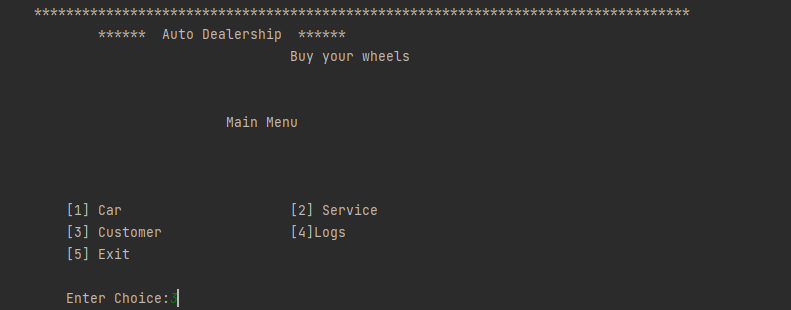 **********************************************************************************
****** Auto Dealership ******
Buy your wheels
Main Menu
[1] Car [2] Service
[3] Customer [4]Logs
[5] Exit
Enter Choice:3